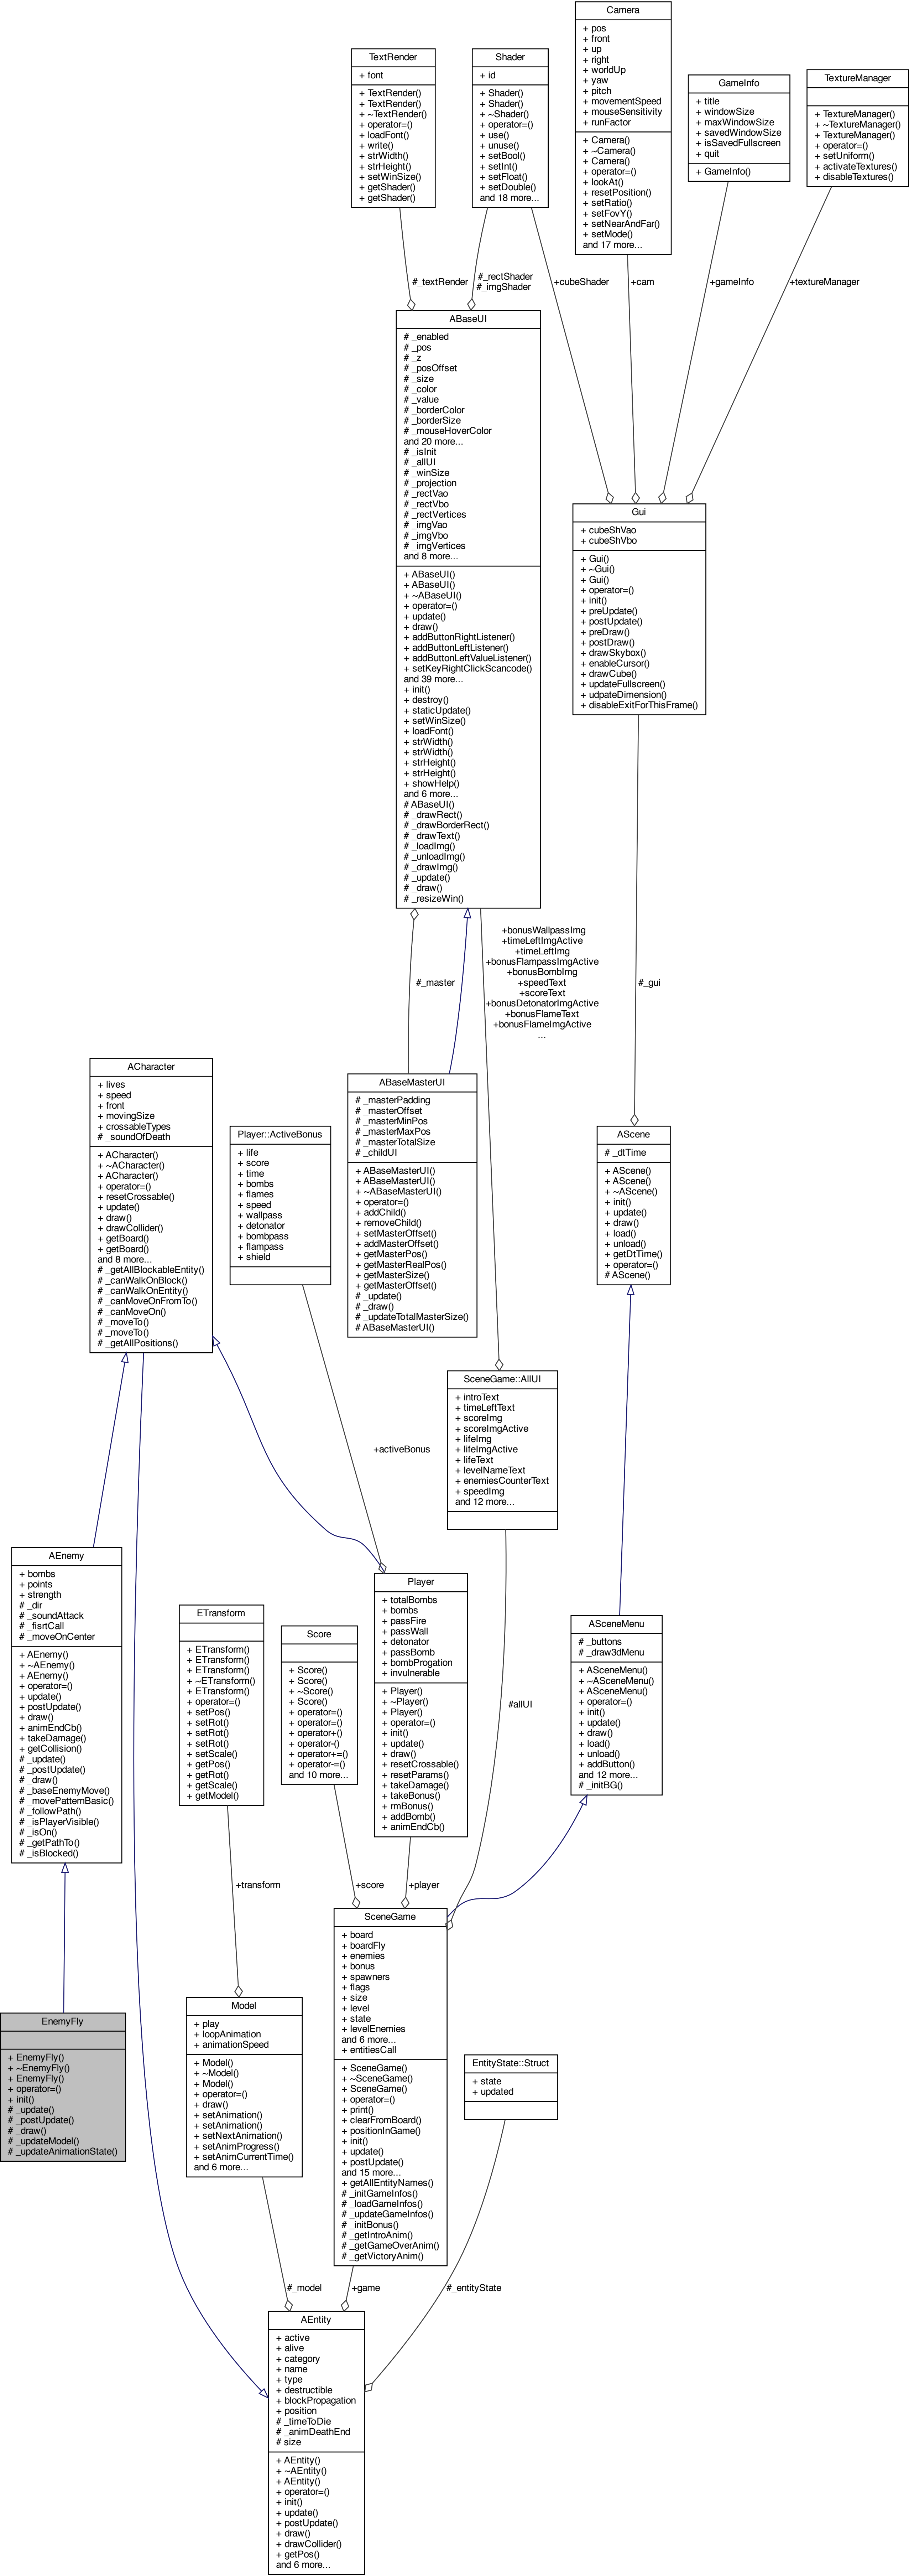 Camera
+ pos
+ front
+ up
+ right
+ worldUp
+ yaw
+ pitch
+ movementSpeed
+ mouseSensitivity
+ runFactor
+ Camera()
+ ~Camera()
+ Camera()
+ operator=()
+ lookAt()
+ resetPosition()
+ setRatio()
+ setFovY()
+ setNearAndFar()
+ setMode()
and 17 more...
TextRender
+ font
+ TextRender()
+ TextRender()
+ ~TextRender()
+ operator=()
+ loadFont()
+ write()
+ strWidth()
+ strHeight()
+ setWinSize()
+ getShader()
+ getShader()
Shader
+ id
+ Shader()
+ Shader()
+ ~Shader()
+ operator=()
+ use()
+ unuse()
+ setBool()
+ setInt()
+ setFloat()
+ setDouble()
and 18 more...
GameInfo
+ title
+ windowSize
+ maxWindowSize
+ savedWindowSize
+ isSavedFullscreen
+ quit
+ GameInfo()
TextureManager
+ TextureManager()
+ ~TextureManager()
+ TextureManager()
+ operator=()
+ setUniform()
+ activateTextures()
+ disableTextures()
#_textRender
#_rectShader
#_imgShader
+cubeShader
+cam
+gameInfo
+textureManager
ABaseUI
# _enabled
# _pos
# _z
# _posOffset
# _size
# _color
# _value
# _borderColor
# _borderSize
# _mouseHoverColor
and 20 more...
# _isInit
# _allUI
# _winSize
# _projection
# _rectVao
# _rectVbo
# _rectVertices
# _imgVao
# _imgVbo
# _imgVertices
and 8 more...
+ ABaseUI()
+ ABaseUI()
+ ~ABaseUI()
+ operator=()
+ update()
+ draw()
+ addButtonRightListener()
+ addButtonLeftListener()
+ addButtonLeftValueListener()
+ setKeyRightClickScancode()
and 39 more...
+ init()
+ destroy()
+ staticUpdate()
+ setWinSize()
+ loadFont()
+ strWidth()
+ strWidth()
+ strHeight()
+ strHeight()
+ showHelp()
and 6 more...
# ABaseUI()
# _drawRect()
# _drawBorderRect()
# _drawText()
# _loadImg()
# _unloadImg()
# _drawImg()
# _update()
# _draw()
# _resizeWin()
Gui
+ cubeShVao
+ cubeShVbo
+ Gui()
+ ~Gui()
+ Gui()
+ operator=()
+ init()
+ preUpdate()
+ postUpdate()
+ preDraw()
+ postDraw()
+ drawSkybox()
+ enableCursor()
+ drawCube()
+ updateFullscreen()
+ udpateDimension()
+ disableExitForThisFrame()
#_master
+bonusWallpassImg
+timeLeftImgActive
+timeLeftImg
+bonusFlampassImgActive
+bonusBombImg
+speedText
+scoreText
+bonusDetonatorImgActive
+bonusFlameText
+bonusFlameImgActive
...
#_gui
ACharacter
+ lives
+ speed
+ front
+ movingSize
+ crossableTypes
# _soundOfDeath
+ ACharacter()
+ ~ACharacter()
+ ACharacter()
+ operator=()
+ resetCrossable()
+ update()
+ draw()
+ drawCollider()
+ getBoard()
+ getBoard()
and 8 more...
# _getAllBlockableEntity()
# _canWalkOnBlock()
# _canWalkOnEntity()
# _canMoveOnFromTo()
# _canMoveOn()
# _moveTo()
# _moveTo()
# _getAllPositions()
Player::ActiveBonus
+ life
+ score
+ time
+ bombs
+ flames
+ speed
+ wallpass
+ detonator
+ bombpass
+ flampass
+ shield
ABaseMasterUI
# _masterPadding
# _masterOffset
# _masterMinPos
# _masterMaxPos
# _masterTotalSize
# _childUI
+ ABaseMasterUI()
+ ABaseMasterUI()
+ ~ABaseMasterUI()
+ operator=()
+ addChild()
+ removeChild()
+ setMasterOffset()
+ addMasterOffset()
+ getMasterPos()
+ getMasterRealPos()
+ getMasterSize()
+ getMasterOffset()
# _update()
# _draw()
# _updateTotalMasterSize()
# ABaseMasterUI()
AScene
# _dtTime
+ AScene()
+ AScene()
+ ~AScene()
+ init()
+ update()
+ draw()
+ load()
+ unload()
+ getDtTime()
+ operator=()
# AScene()
SceneGame::AllUI
+ introText
+ timeLeftText
+ scoreImg
+ scoreImgActive
+ lifeImg
+ lifeImgActive
+ lifeText
+ levelNameText
+ enemiesCounterText
+ speedImg
and 12 more...
+activeBonus
AEnemy
+ bombs
+ points
+ strength
# _dir
# _soundAttack
# _fisrtCall
# _moveOnCenter
+ AEnemy()
+ ~AEnemy()
+ AEnemy()
+ operator=()
+ update()
+ postUpdate()
+ draw()
+ animEndCb()
+ takeDamage()
+ getCollision()
# _update()
# _postUpdate()
# _draw()
# _baseEnemyMove()
# _movePatternBasic()
# _followPath()
# _isPlayerVisible()
# _isOn()
# _getPathTo()
# _isBlocked()
ETransform
+ ETransform()
+ ETransform()
+ ETransform()
+ ~ETransform()
+ ETransform()
+ operator=()
+ setPos()
+ setRot()
+ setRot()
+ setRot()
+ setScale()
+ getPos()
+ getRot()
+ getScale()
+ getModel()
Score
+ Score()
+ Score()
+ ~Score()
+ Score()
+ operator=()
+ operator=()
+ operator+()
+ operator-()
+ operator+=()
+ operator-=()
and 10 more...
Player
+ totalBombs
+ bombs
+ passFire
+ passWall
+ detonator
+ passBomb
+ bombProgation
+ invulnerable
+ Player()
+ ~Player()
+ Player()
+ operator=()
+ init()
+ update()
+ draw()
+ resetCrossable()
+ resetParams()
+ takeDamage()
+ takeBonus()
+ rmBonus()
+ addBomb()
+ animEndCb()
#allUI
ASceneMenu
# _buttons
# _draw3dMenu
+ ASceneMenu()
+ ~ASceneMenu()
+ ASceneMenu()
+ operator=()
+ init()
+ update()
+ draw()
+ load()
+ unload()
+ addButton()
and 12 more...
# _initBG()
+transform
+score
+player
EnemyFly
+ EnemyFly()
+ ~EnemyFly()
+ EnemyFly()
+ operator=()
+ init()
# _update()
# _postUpdate()
# _draw()
# _updateModel()
# _updateAnimationState()
Model
+ play
+ loopAnimation
+ animationSpeed
+ Model()
+ ~Model()
+ Model()
+ operator=()
+ draw()
+ setAnimation()
+ setAnimation()
+ setNextAnimation()
+ setAnimProgress()
+ setAnimCurrentTime()
and 6 more...
SceneGame
+ board
+ boardFly
+ enemies
+ bonus
+ spawners
+ flags
+ size
+ level
+ state
+ levelEnemies
and 6 more...
+ entitiesCall
+ SceneGame()
+ ~SceneGame()
+ SceneGame()
+ operator=()
+ print()
+ clearFromBoard()
+ positionInGame()
+ init()
+ update()
+ postUpdate()
and 15 more...
+ getAllEntityNames()
# _initGameInfos()
# _loadGameInfos()
# _updateGameInfos()
# _initBonus()
# _getIntroAnim()
# _getGameOverAnim()
# _getVictoryAnim()
EntityState::Struct
+ state
+ updated
#_model
+game
#_entityState
AEntity
+ active
+ alive
+ category
+ name
+ type
+ destructible
+ blockPropagation
+ position
# _timeToDie
# _animDeathEnd
# size
+ AEntity()
+ ~AEntity()
+ AEntity()
+ operator=()
+ init()
+ update()
+ postUpdate()
+ draw()
+ drawCollider()
+ getPos()
and 6 more...